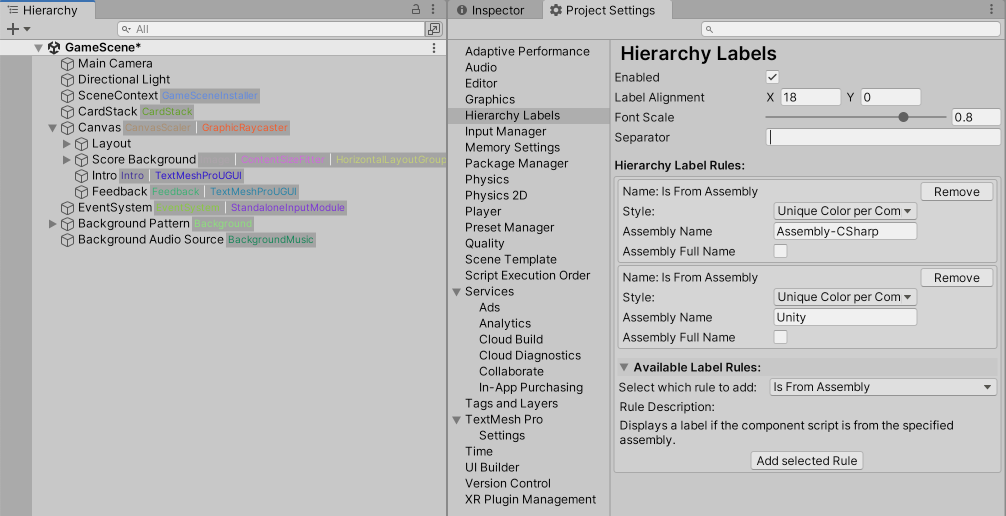 Hierarchy
All
GameScene*
Main Camera
Directional Light
SceneContext GameSceneInstaller
CardStack CardStack
Canvas CanvasScaler | GraphicRaycaster
Layout
Score Background | ContentSizeFitter | HorizontalLayoutGroup
Intro Intro | TextMeshProUGUI
Feedback Feedback | TextMeshProUGUI
EventSystem | StandaloneInputModule
Background Pattern Background
Background Audio Source BackgroundMusic
Inspector
Project Settings
Adaptive Performance
Audio
Editor
Graphics
Hierarchy Labels
Input Manager
Memory Settings
Package Manager
Physics
Physics 2D
Player
Preset Manager
Quality
Scene Template
Script Execution Order
Services
Ads
Analytics
Cloud Build
Cloud Diagnostics
Collaborate
In-App Purchasing
Tags and Layers
TextMesh Pro
Settings
Time
UI Builder
Version Control
XR Plugin Management
Hierarchy Labels
Enabled
Label Alignment X 18 Y 0
Font Scale 0.8
Separator |
Hierarchy Label Rules:
Name: Is From Assembly Remove
Style: Unique Color per Com
Assembly Name Assembly-CSharp
Assembly Full Name
Name: Is From Assembly Remove
Style: Unique Color per Com
Assembly Name Unity
Assembly Full Name
Available Label Rules:
Select which rule to add: Is From Assembly
Rule Description:
Displays a label if the component script is from the specified
assembly.
Add selected Rule